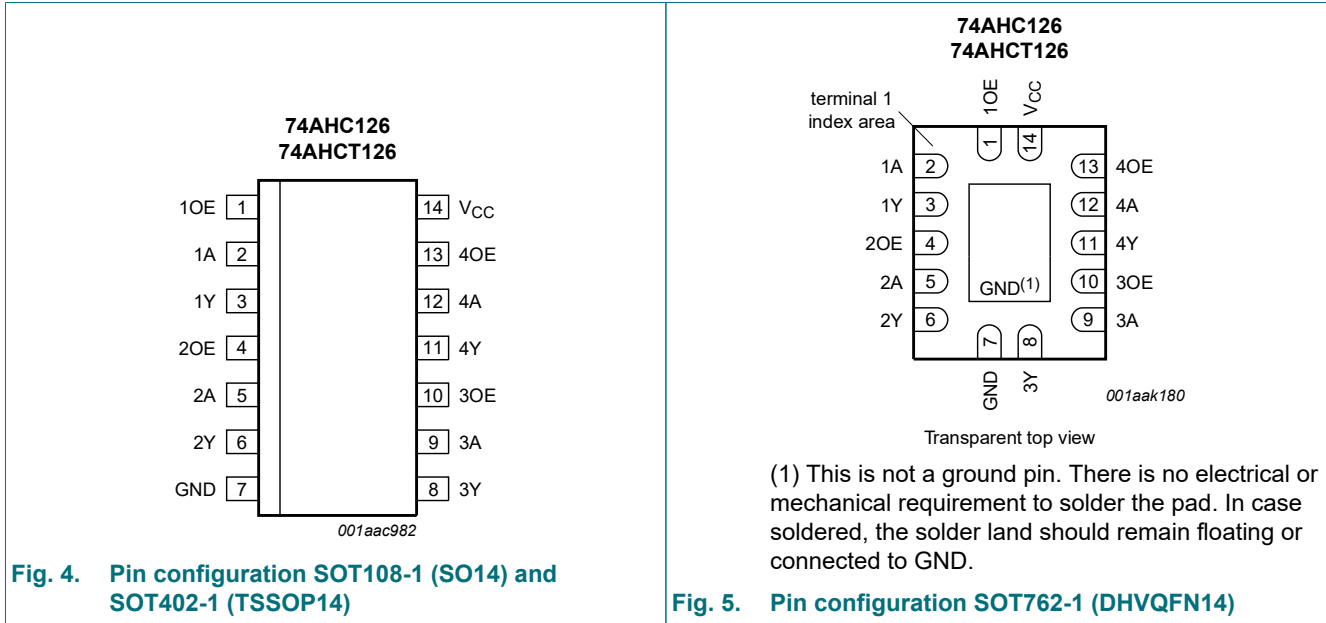 74AHC126
74AHCT126
1OE 1
14 VCC
1A 2
13 4OE
1Y 3
12 4A
2OE 4
11 4Y
2A 5
10 3OE
2Y 6
9 3A
GND 7
8 3Y
001aac982
Fig. 4. Pin configuration SOT108-1 (SO14) and
SOT402-1 (TSSOP14)
74AHC126
74AHCT126
terminal 1
index area
1OE
VCC
1
14
1A 2
13 4OE
1Y 3
12 4A
2OE 4
11 4Y
2A 5
GND(1)
10 3OE
2Y 6
9 3A
7
8
GND
3Y
001aak180
Transparent top view
(1) This is not a ground pin. There is no electrical or
mechanical requirement to solder the pad. In case
soldered, the solder land should remain floating or
connected to GND.
Fig. 5. Pin configuration SOT762-1 (DHVQFN14)